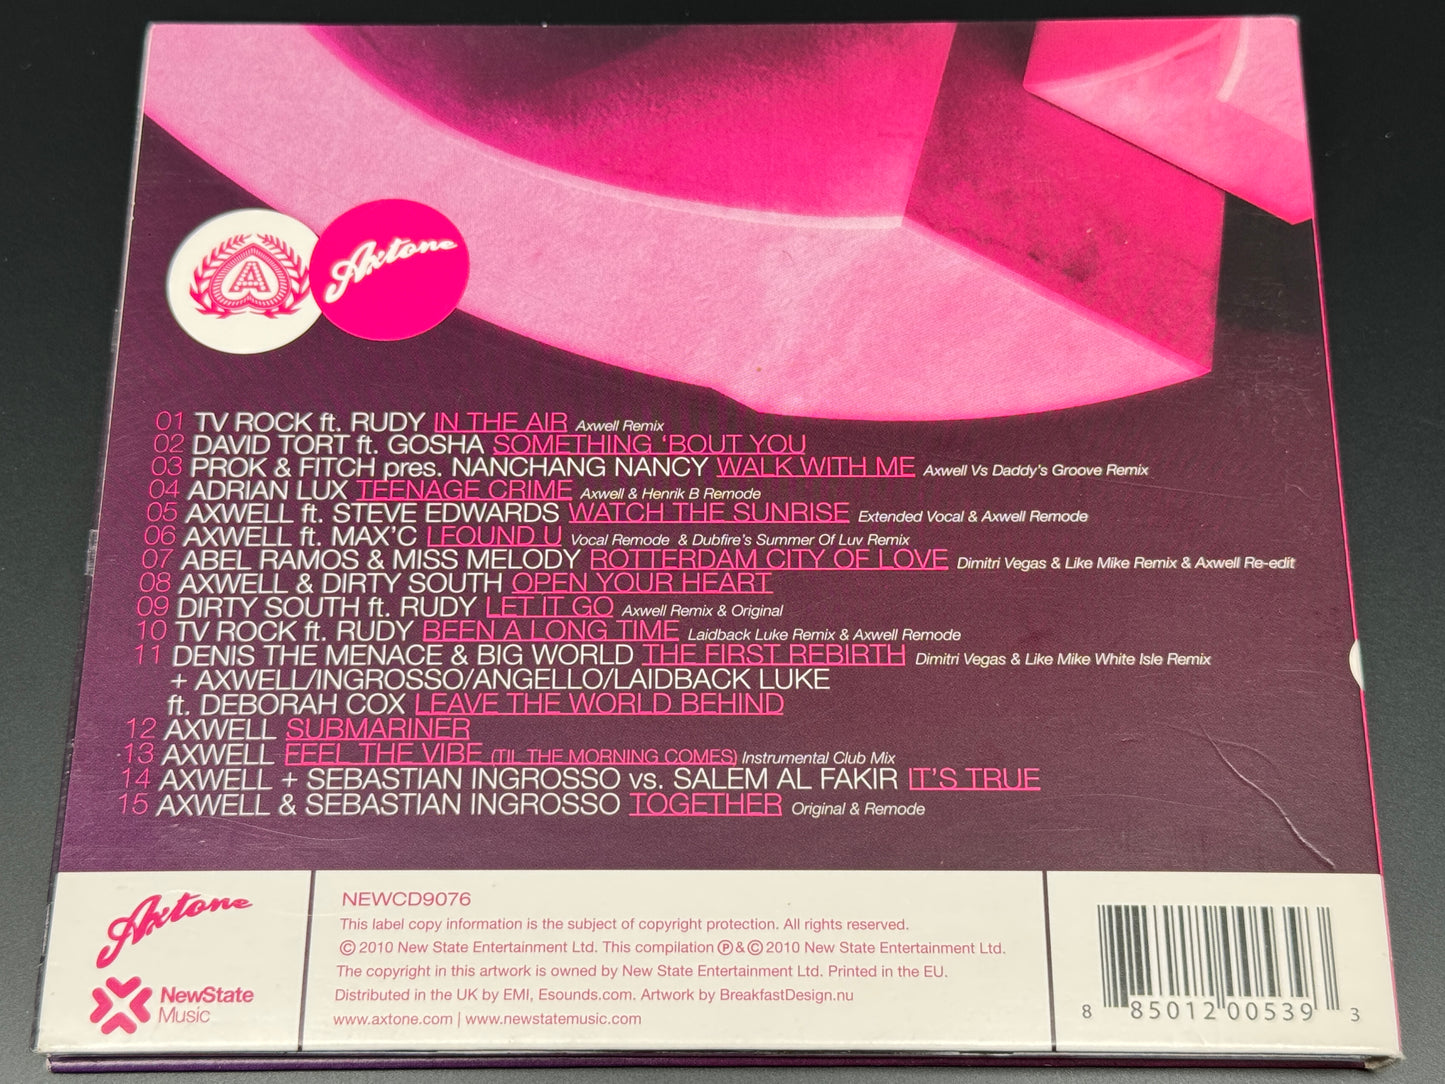 A
Axtone
01 TV ROCK ft. RUDY IN THE AIR Axwell Remix
02 DAVID TORT ft. GOSHA SOMETHING ‘BOUT YOU
03 PROK & FITCH pres. NANCHANG NANCY WALK WITH ME Axwell Vs Daddy's Groove Remix
04 ADRIAN LUX TEENAGE CRIME Axwell & Henrik B Remode
05 AXWELL ft. STEVE EDWARDS WATCH THE SUNRISE Extended Vocal & Axwell Remode
06 AXWELL ft. MAX'C I FOUND U Vocal Remode & Dubfire's Summer Of Luv Remix
07 ABEL RAMOS & MISS MELODY ROTTERDAM CITY OF LOVE Dimitri Vegas & Like Mike Remix & Axwell Re-edit
08 AXWELL & DIRTY SOUTH OPEN YOUR HEART
09 DIRTY SOUTH ft. RUDY LET IT GO Axwell Remix & Original
10 TV ROCK ft. RUDY BEEN A LONG TIME Laidback Luke Remix & Axwell Remode
11 DENIS THE MENACE & BIG WORLD THE FIRST REBIRTH Dimitri Vegas & Like Mike White Isle Remix
+ AXWELL/INGROSSO/ANGELLO/LAIDBACK LUKE
ft. DEBORAH COX LEAVE THE WORLD BEHIND
12 AXWELL SUBMARINER
13 AXWELL FEEL THE VIBE (TIL THE MORNING COMES) Instrumental Club Mix
14 AXWELL + SEBASTIAN INGROSSO vs. SALEM AL FAKIR IT'S TRUE
15 AXWELL & SEBASTIAN INGROSSO TOGETHER Original & Remode
Axtone
NewState
Music
NEWCD9076
This label copy information is the subject of copyright protection. All rights reserved.
© 2010 New State Entertainment Ltd. This compilation ℗ & © 2010 New State Entertainment Ltd.
The copyright in this artwork is owned by New State Entertainment Ltd. Printed in the EU.
Distributed in the UK by EMI, Esounds.com. Artwork by BreakfastDesign.nu
www.axtone.com | www.newstatemusic.com
8 85012 00539 3